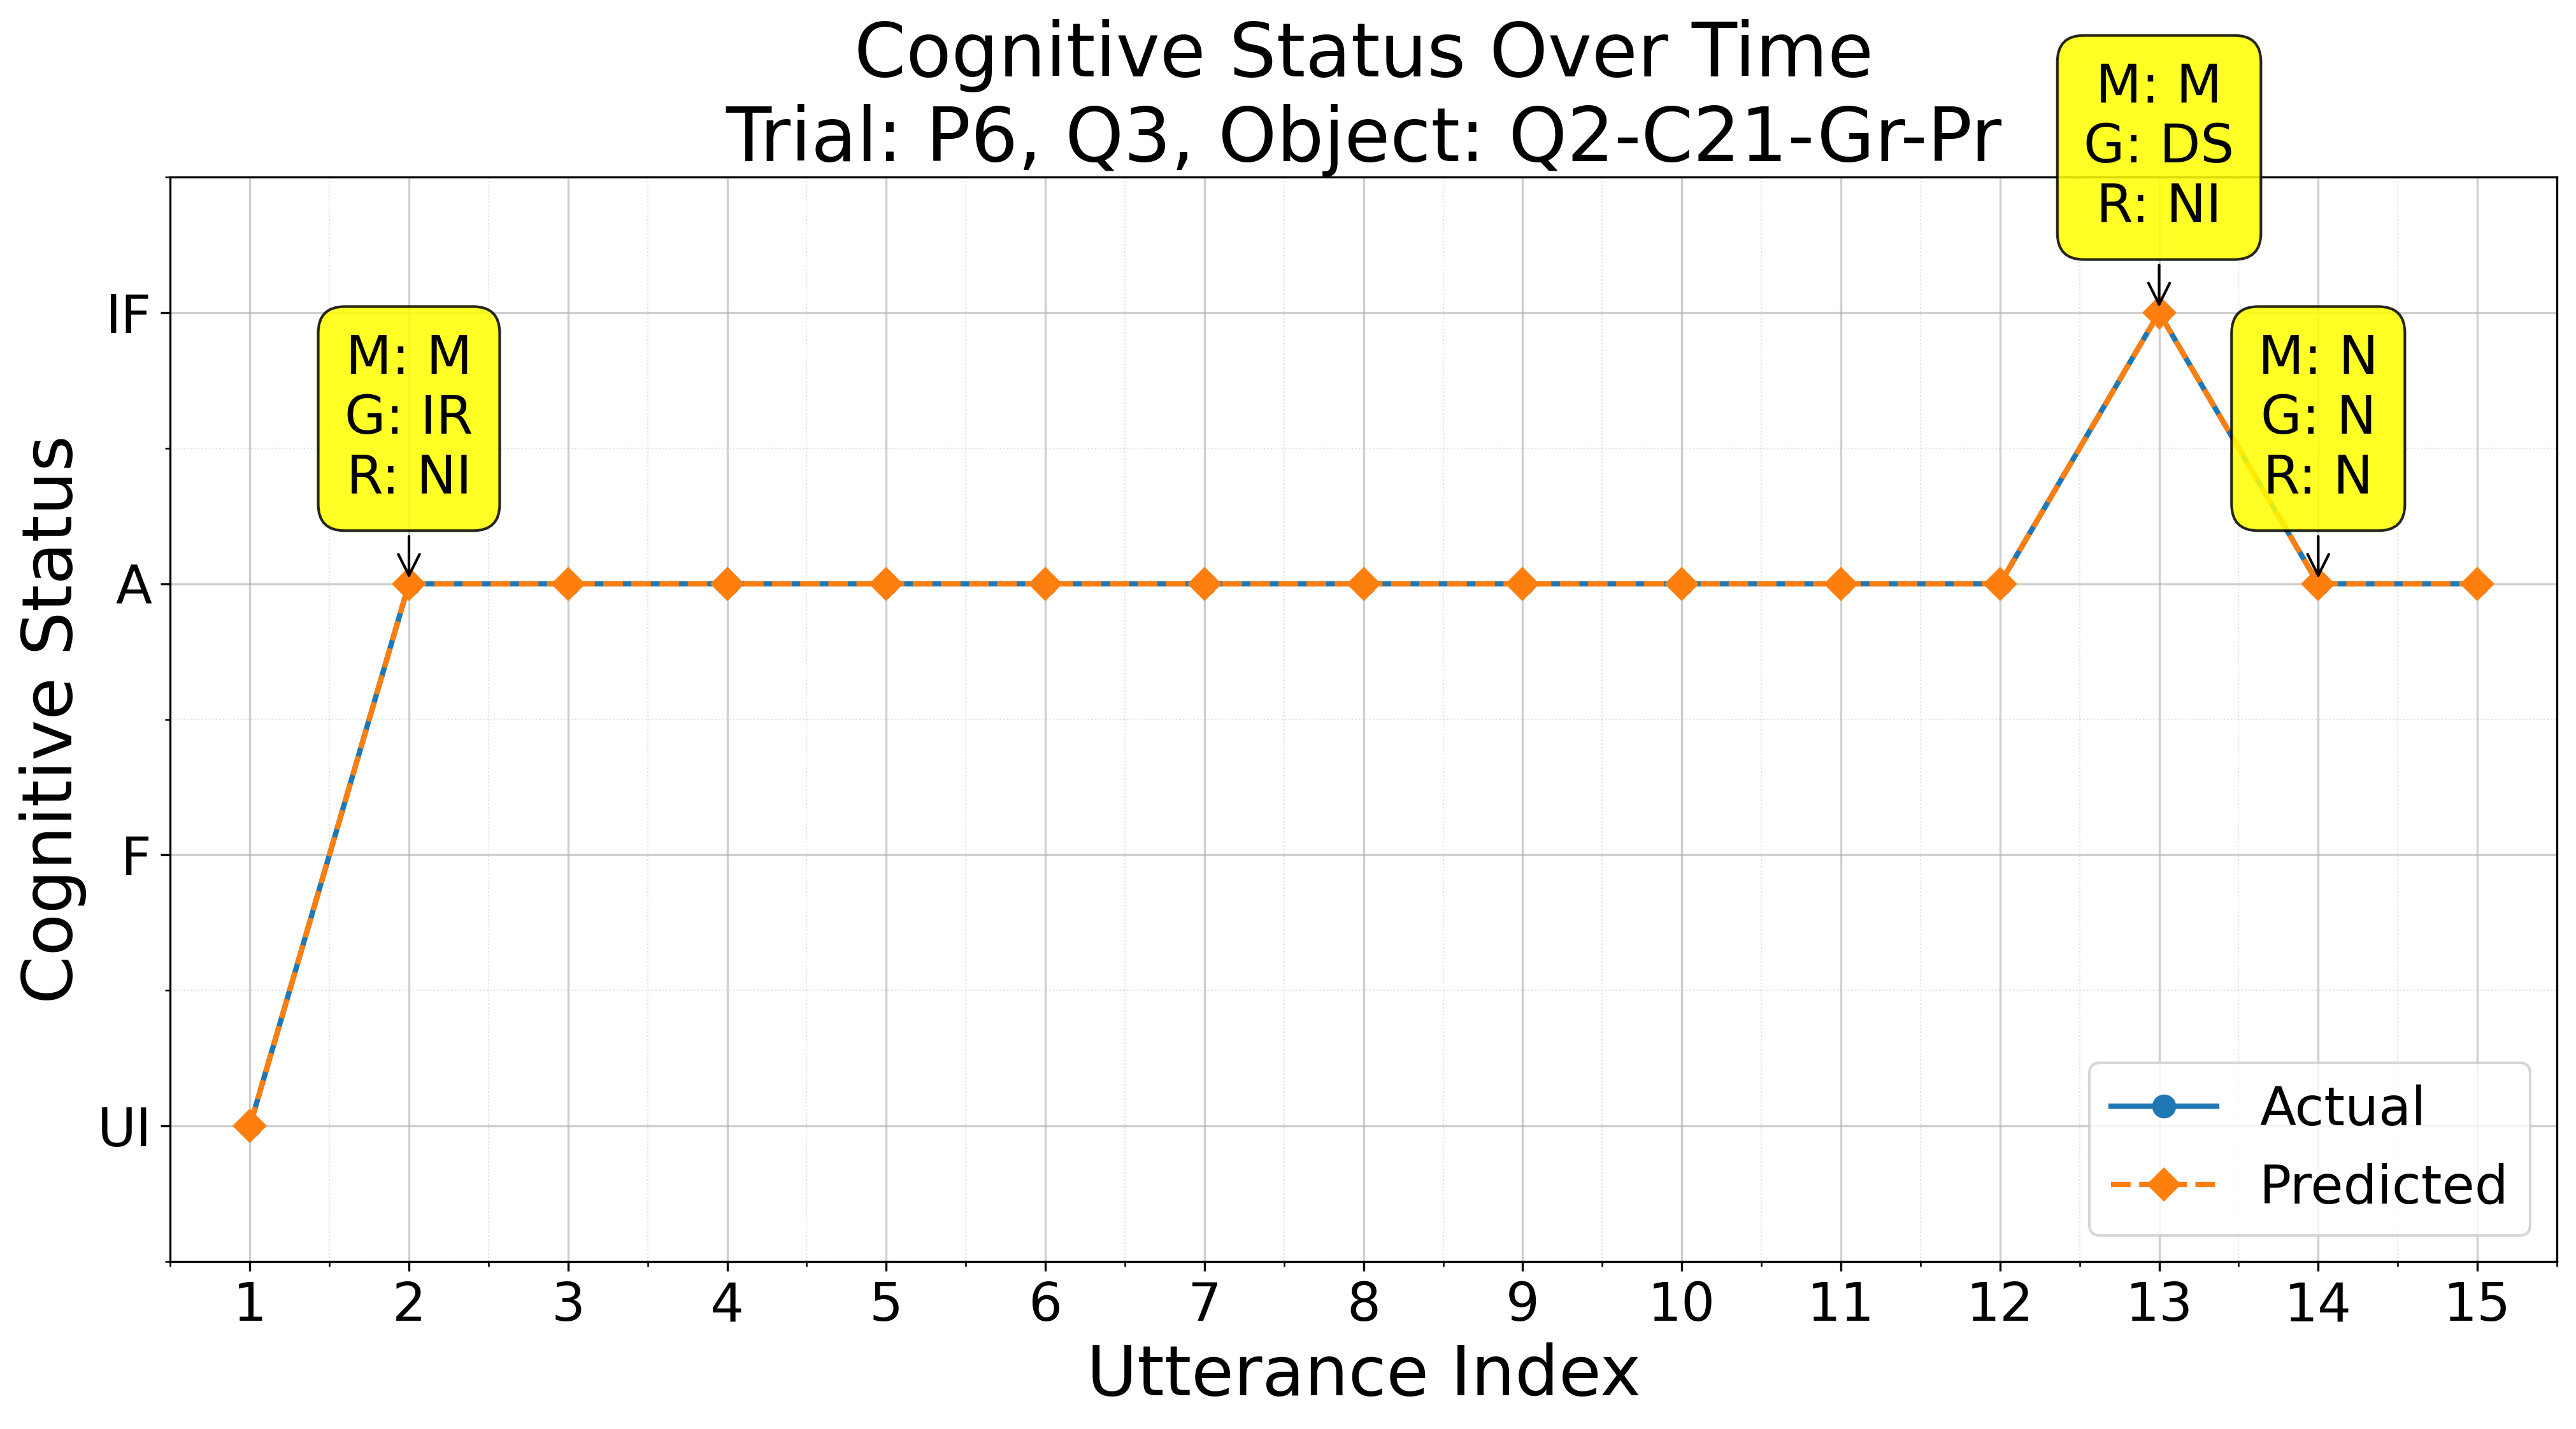 Cognitive Status Over Time
Trial: P6, Q3, Object: Q2-C21-Gr-Pr
M: M
G: DS
R: NI
M: M
G: IR
R: NI
M: N
G: N
R: N
Cognitive Status
IF
A
F
UI
Actual
Predicted
1 2 3 4 5 6 7 8 9 10 11 12 13 14 15
Utterance Index